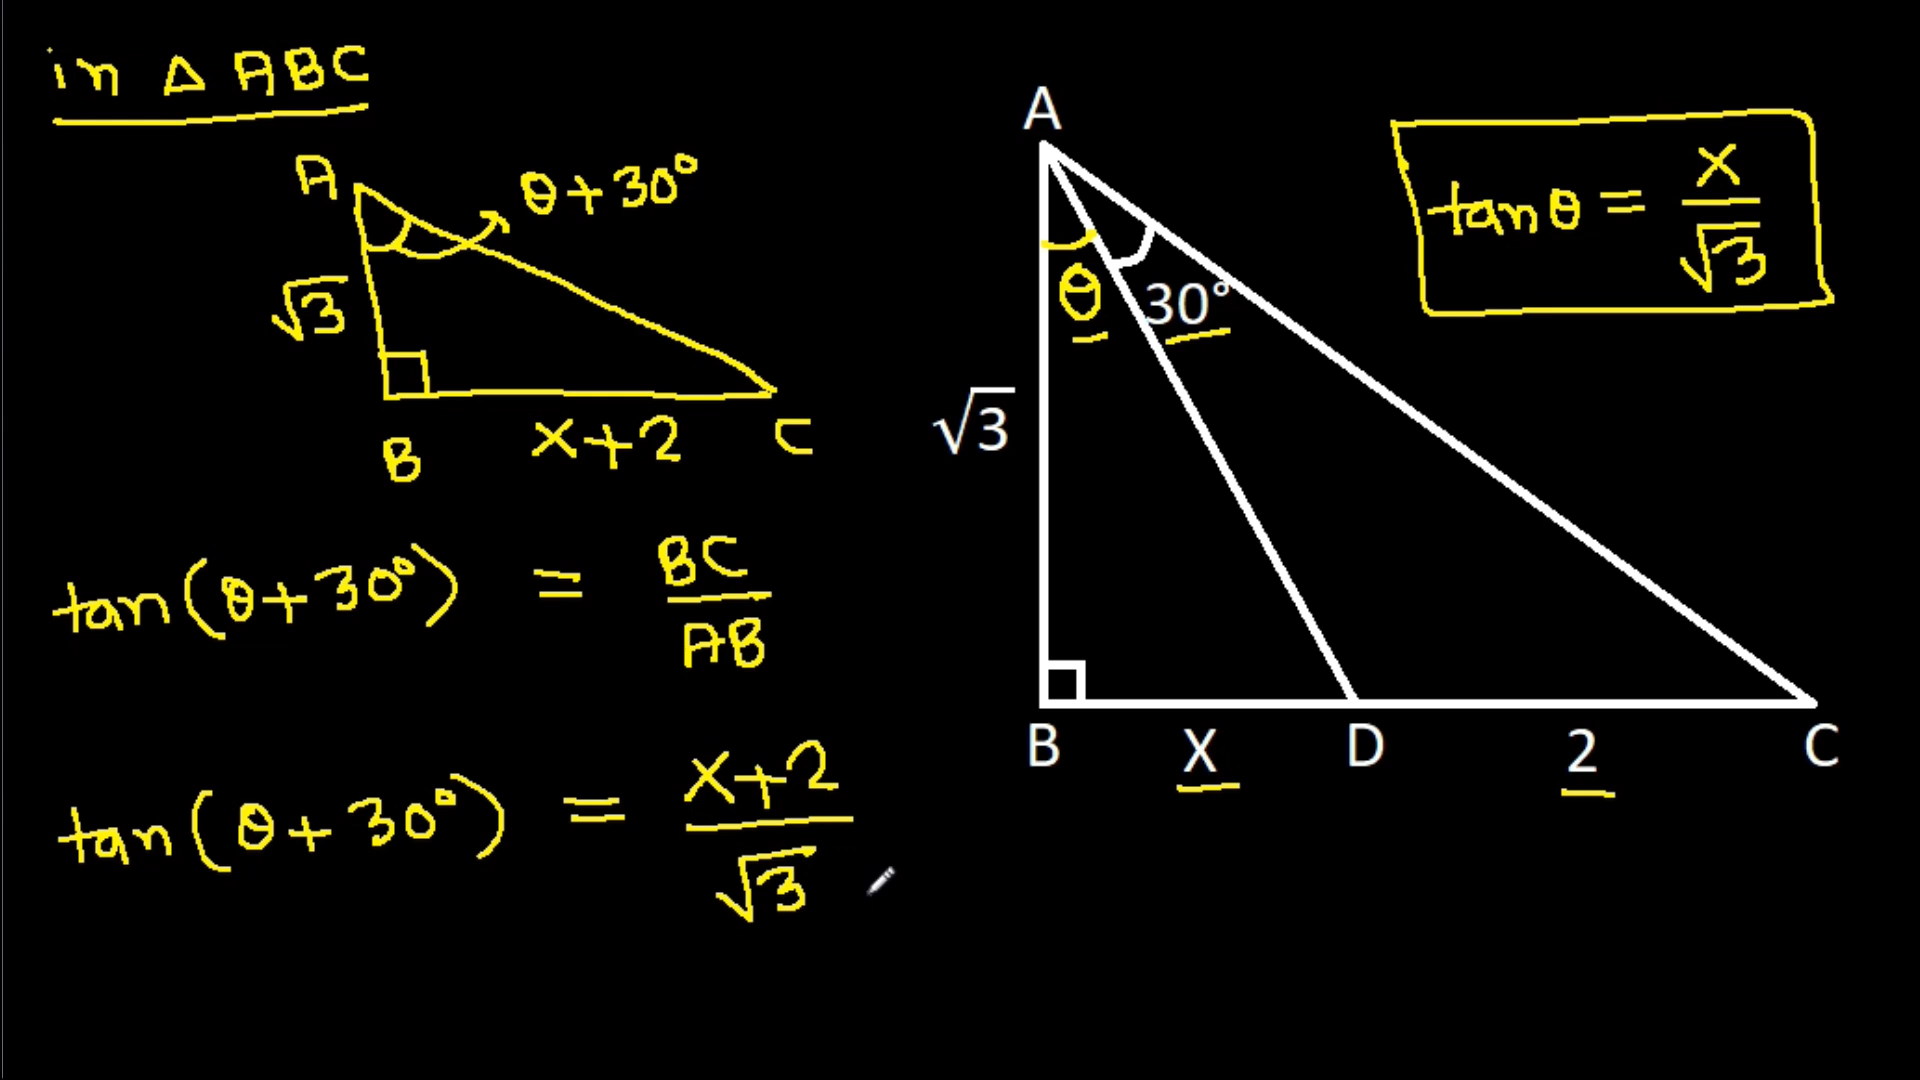 in Δ ABC
A
θ+30°
√3
B
x+2
C
tan(θ+30°) = BC/AB
tan(θ+30°) = x+2/√3
A
θ
30°
√3
B
X
D
2
C
tanθ = x/√3